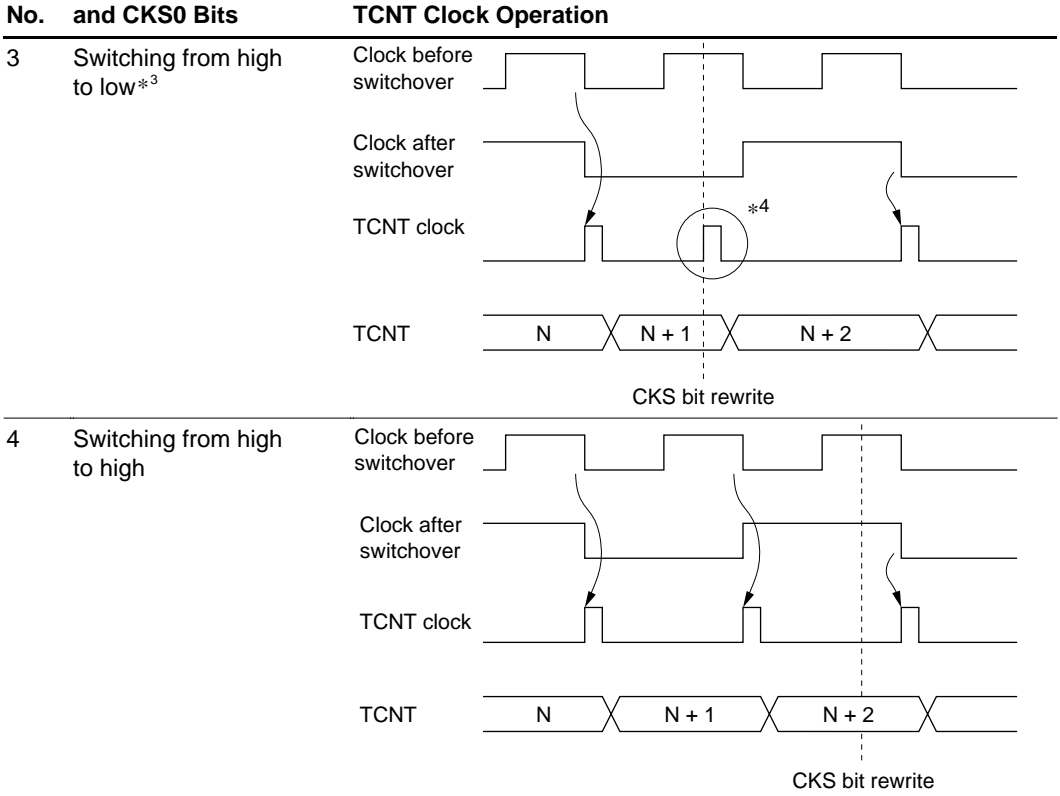 No. and CKS0 Bits TCNT Clock Operation
3 Switching from high Clock before
to low*3 switchover
Clock after
switchover
TCNT clock *4
TCNT N N + 1 N + 2
CKS bit rewrite
4 Switching from high Clock before
to high switchover
Clock after
switchover
TCNT clock
TCNT N N + 1 N + 2
CKS bit rewrite